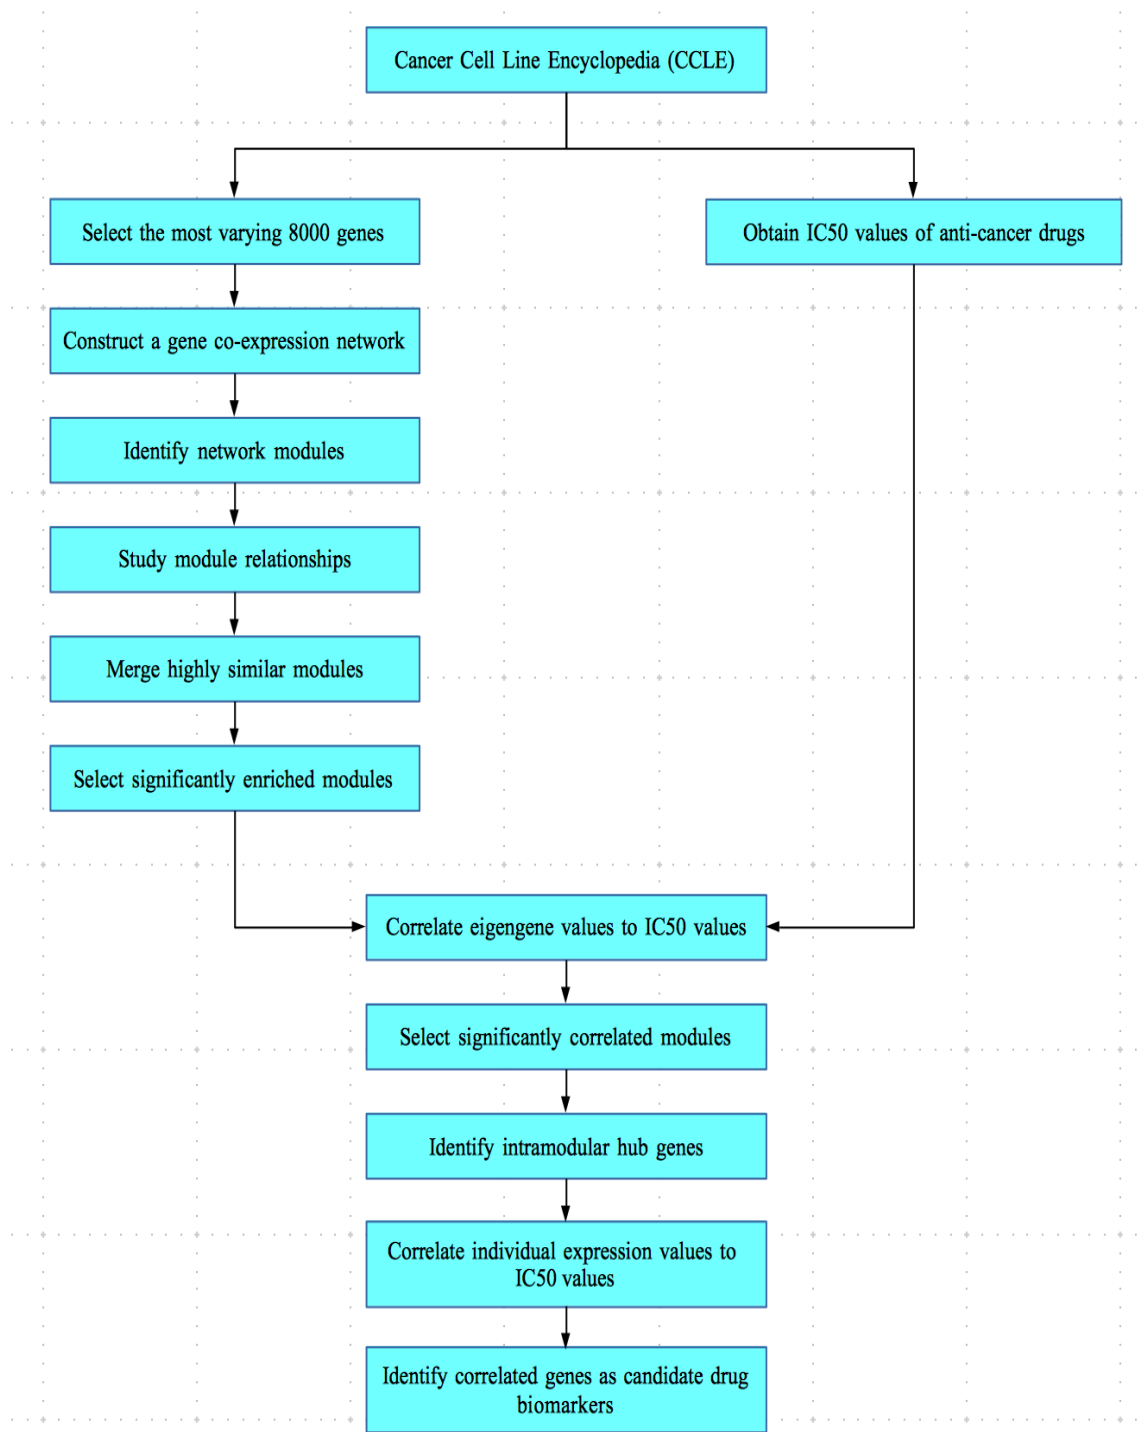 Cancer Cell Line Encyclopedia (CCLE)
Select the most varying 8000 genes
Obtain IC50 values of anti-cancer drugs
Construct a gene co-expression network
Identify network modules
Study module relationships
Merge highly similar modules
Select significantly enriched modules
Correlate eigengene values to IC50 values
Select significantly correlated modules
Identify intramodular hub genes
Correlate individual expression values to
IC50 values
Identify correlated genes as candidate drug
biomarkers